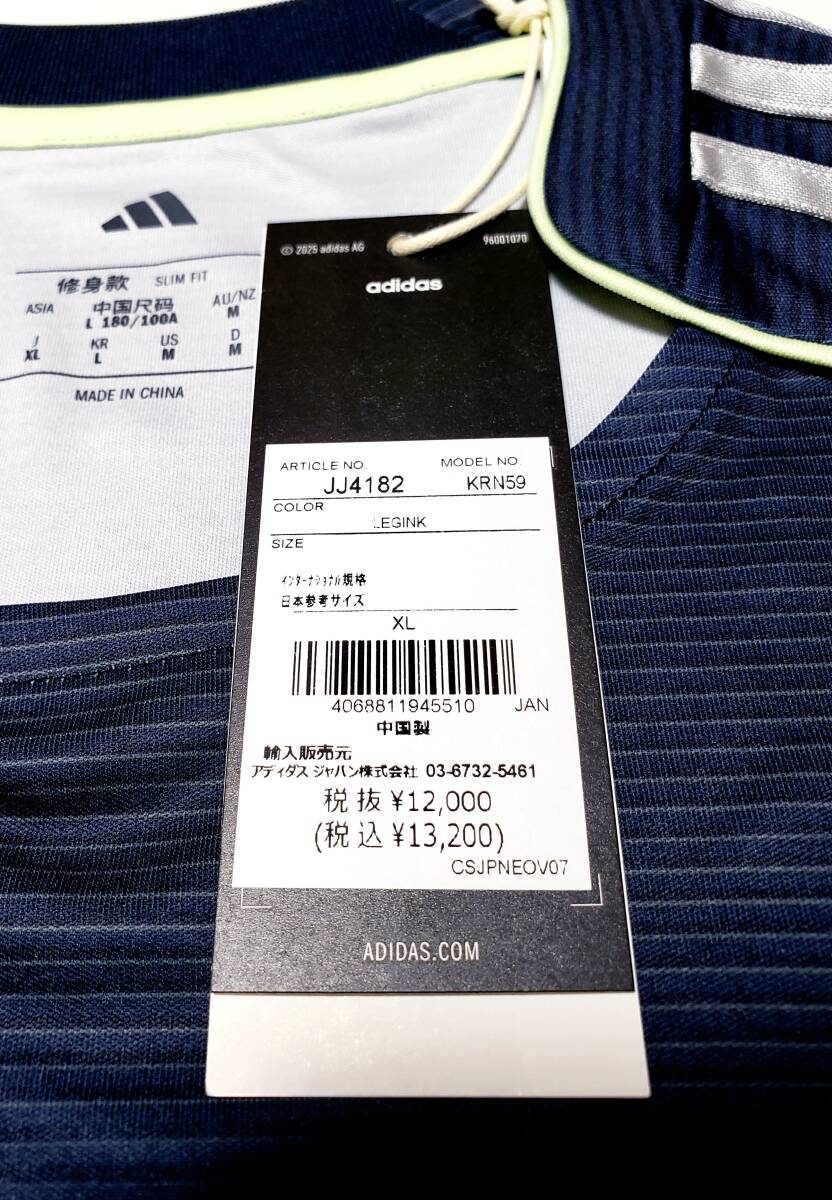 修身款 SLIM FIT
ASIA 中国尺码 AU/NZ
L 180/100A M
J KR US D
XL L M M
MADE IN CHINA
© 2025 adidas AG 96001070
adidas
ARTICLE NO. MODEL NO.
JJ4182 KRN59
COLOR
LEGINK
SIZE
インターナショナル規格
日本参考サイズ
XL
4068811945510 JAN
中国製
輸入販売元
アディダス ジャパン株式会社 03-6732-5461
税抜 ¥12,000
(税込 ¥13,200)
CSJPNEOV07
ADIDAS.COM